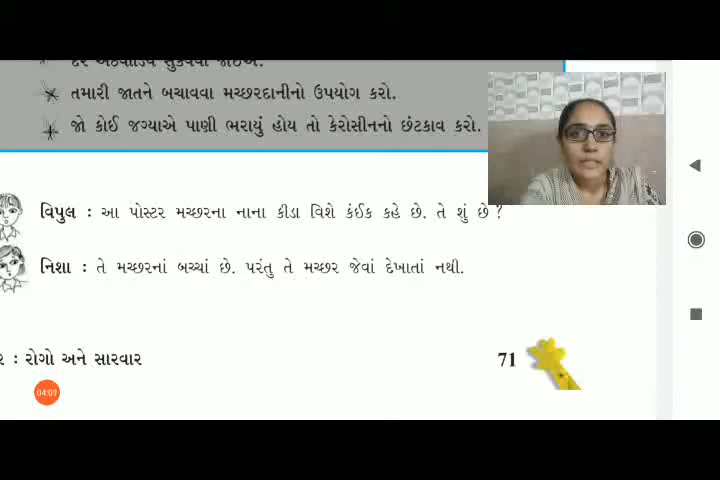 તમારી જાતને બચાવવા મચ્છરદાનીનો ઉપયોગ કરો.
જો કોઈ જગ્યાએ પાણી ભરાયું હોય તો કેરોસીનનો છંટકાવ કરો.
વિપુલ : આ પોસ્ટર મચ્છરના નાના કીડા વિશે કંઈક કહે છે. તે શું છે ?
નિશા : તે મચ્છરનાં બચ્ચાં છે. પરંતુ તે મચ્છર જેવાં દેખાતાં નથી.
: રોગો અને સારવાર
71
04:09